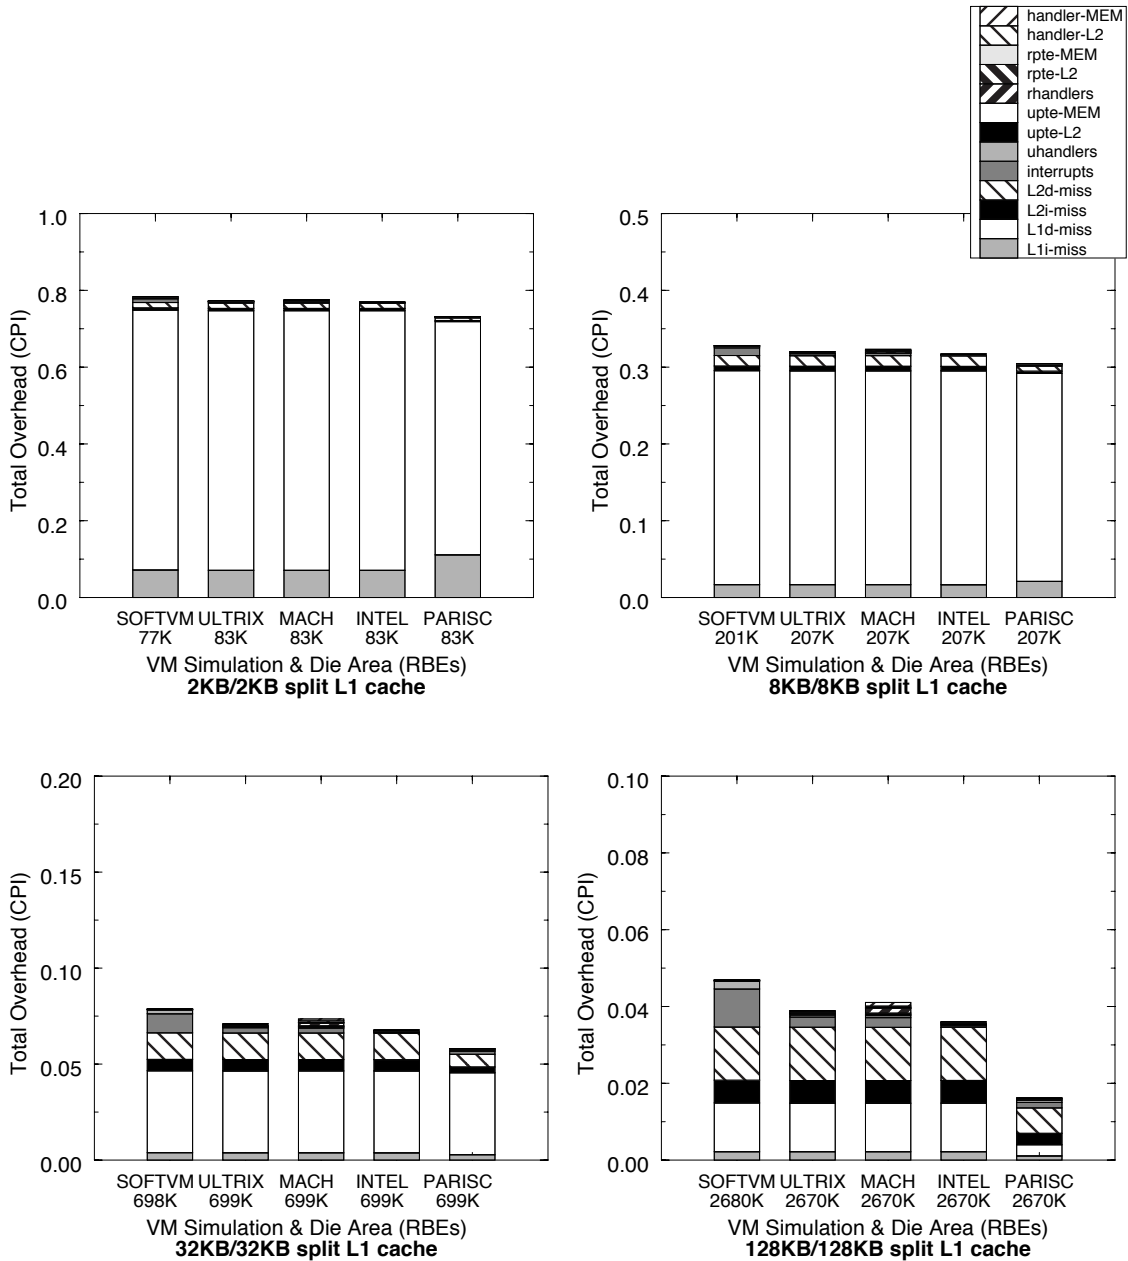 handler-MEM
handler-L2
rpte-MEM
rpte-L2
rhandlers
upte-MEM
upte-L2
uhandlers
interrupts
L2d-miss
L2i-miss
L1d-miss
L1i-miss
Total Overhead (CPI)
1.0
0.8
0.6
0.4
0.2
0.0
SOFTVM ULTRIX MACH INTEL PARISC
77K 83K 83K 83K 83K
VM Simulation & Die Area (RBEs)
2KB/2KB split L1 cache
Total Overhead (CPI)
0.5
0.4
0.3
0.2
0.1
0.0
SOFTVM ULTRIX MACH INTEL PARISC
201K 207K 207K 207K 207K
VM Simulation & Die Area (RBEs)
8KB/8KB split L1 cache
Total Overhead (CPI)
0.20
0.15
0.10
0.05
0.00
SOFTVM ULTRIX MACH INTEL PARISC
698K 699K 699K 699K 699K
VM Simulation & Die Area (RBEs)
32KB/32KB split L1 cache
Total Overhead (CPI)
0.10
0.08
0.06
0.04
0.02
0.00
SOFTVM ULTRIX MACH INTEL PARISC
2680K 2670K 2670K 2670K 2670K
VM Simulation & Die Area (RBEs)
128KB/128KB split L1 cache